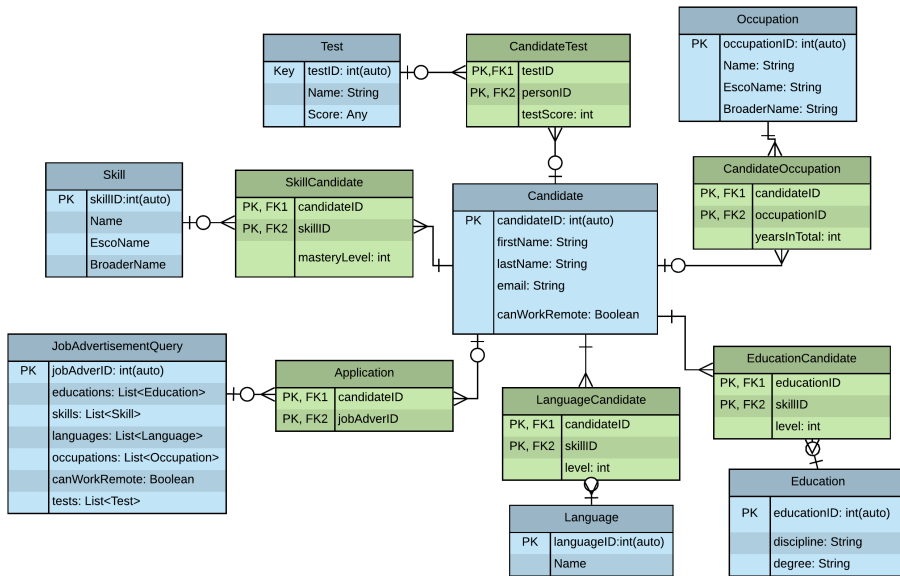 Occupation
PK occupationID: int(auto)
Name: String
EscoName: String
BroaderName: String
Test
Key testID: int(auto)
Name: String
Score: Any
CandidateTest
PK,FK1 testID
PK, FK2 personID
testScore: int
Skill
PK skillID:int(auto)
Name
EscoName
BroaderName
SkillCandidate
PK, FK1 candidateID
PK, FK2 skillID
masteryLevel: int
Candidate
PK candidateID: int(auto)
firstName: String
lastName: String
email: String
canWorkRemote: Boolean
CandidateOccupation
PK, FK1 candidateID
PK, FK2 occupationID
yearsInTotal: int
JobAdvertisementQuery
PK jobAdverID: int(auto)
educations: List<Education>
skills: List<Skill>
languages: List<Language>
occupations: List<Occupation>
canWorkRemote: Boolean
tests: List<Test>
Application
PK, FK1 candidateID
PK, FK2 jobAdverID
LanguageCandidate
PK, FK1 candidateID
PK, FK2 skillID
level: int
EducationCandidate
PK, FK1 educationID
PK, FK2 skillID
level: int
Language
PK languageID:int(auto)
Name
Education
PK educationID: int(auto)
discipline: String
degree: String